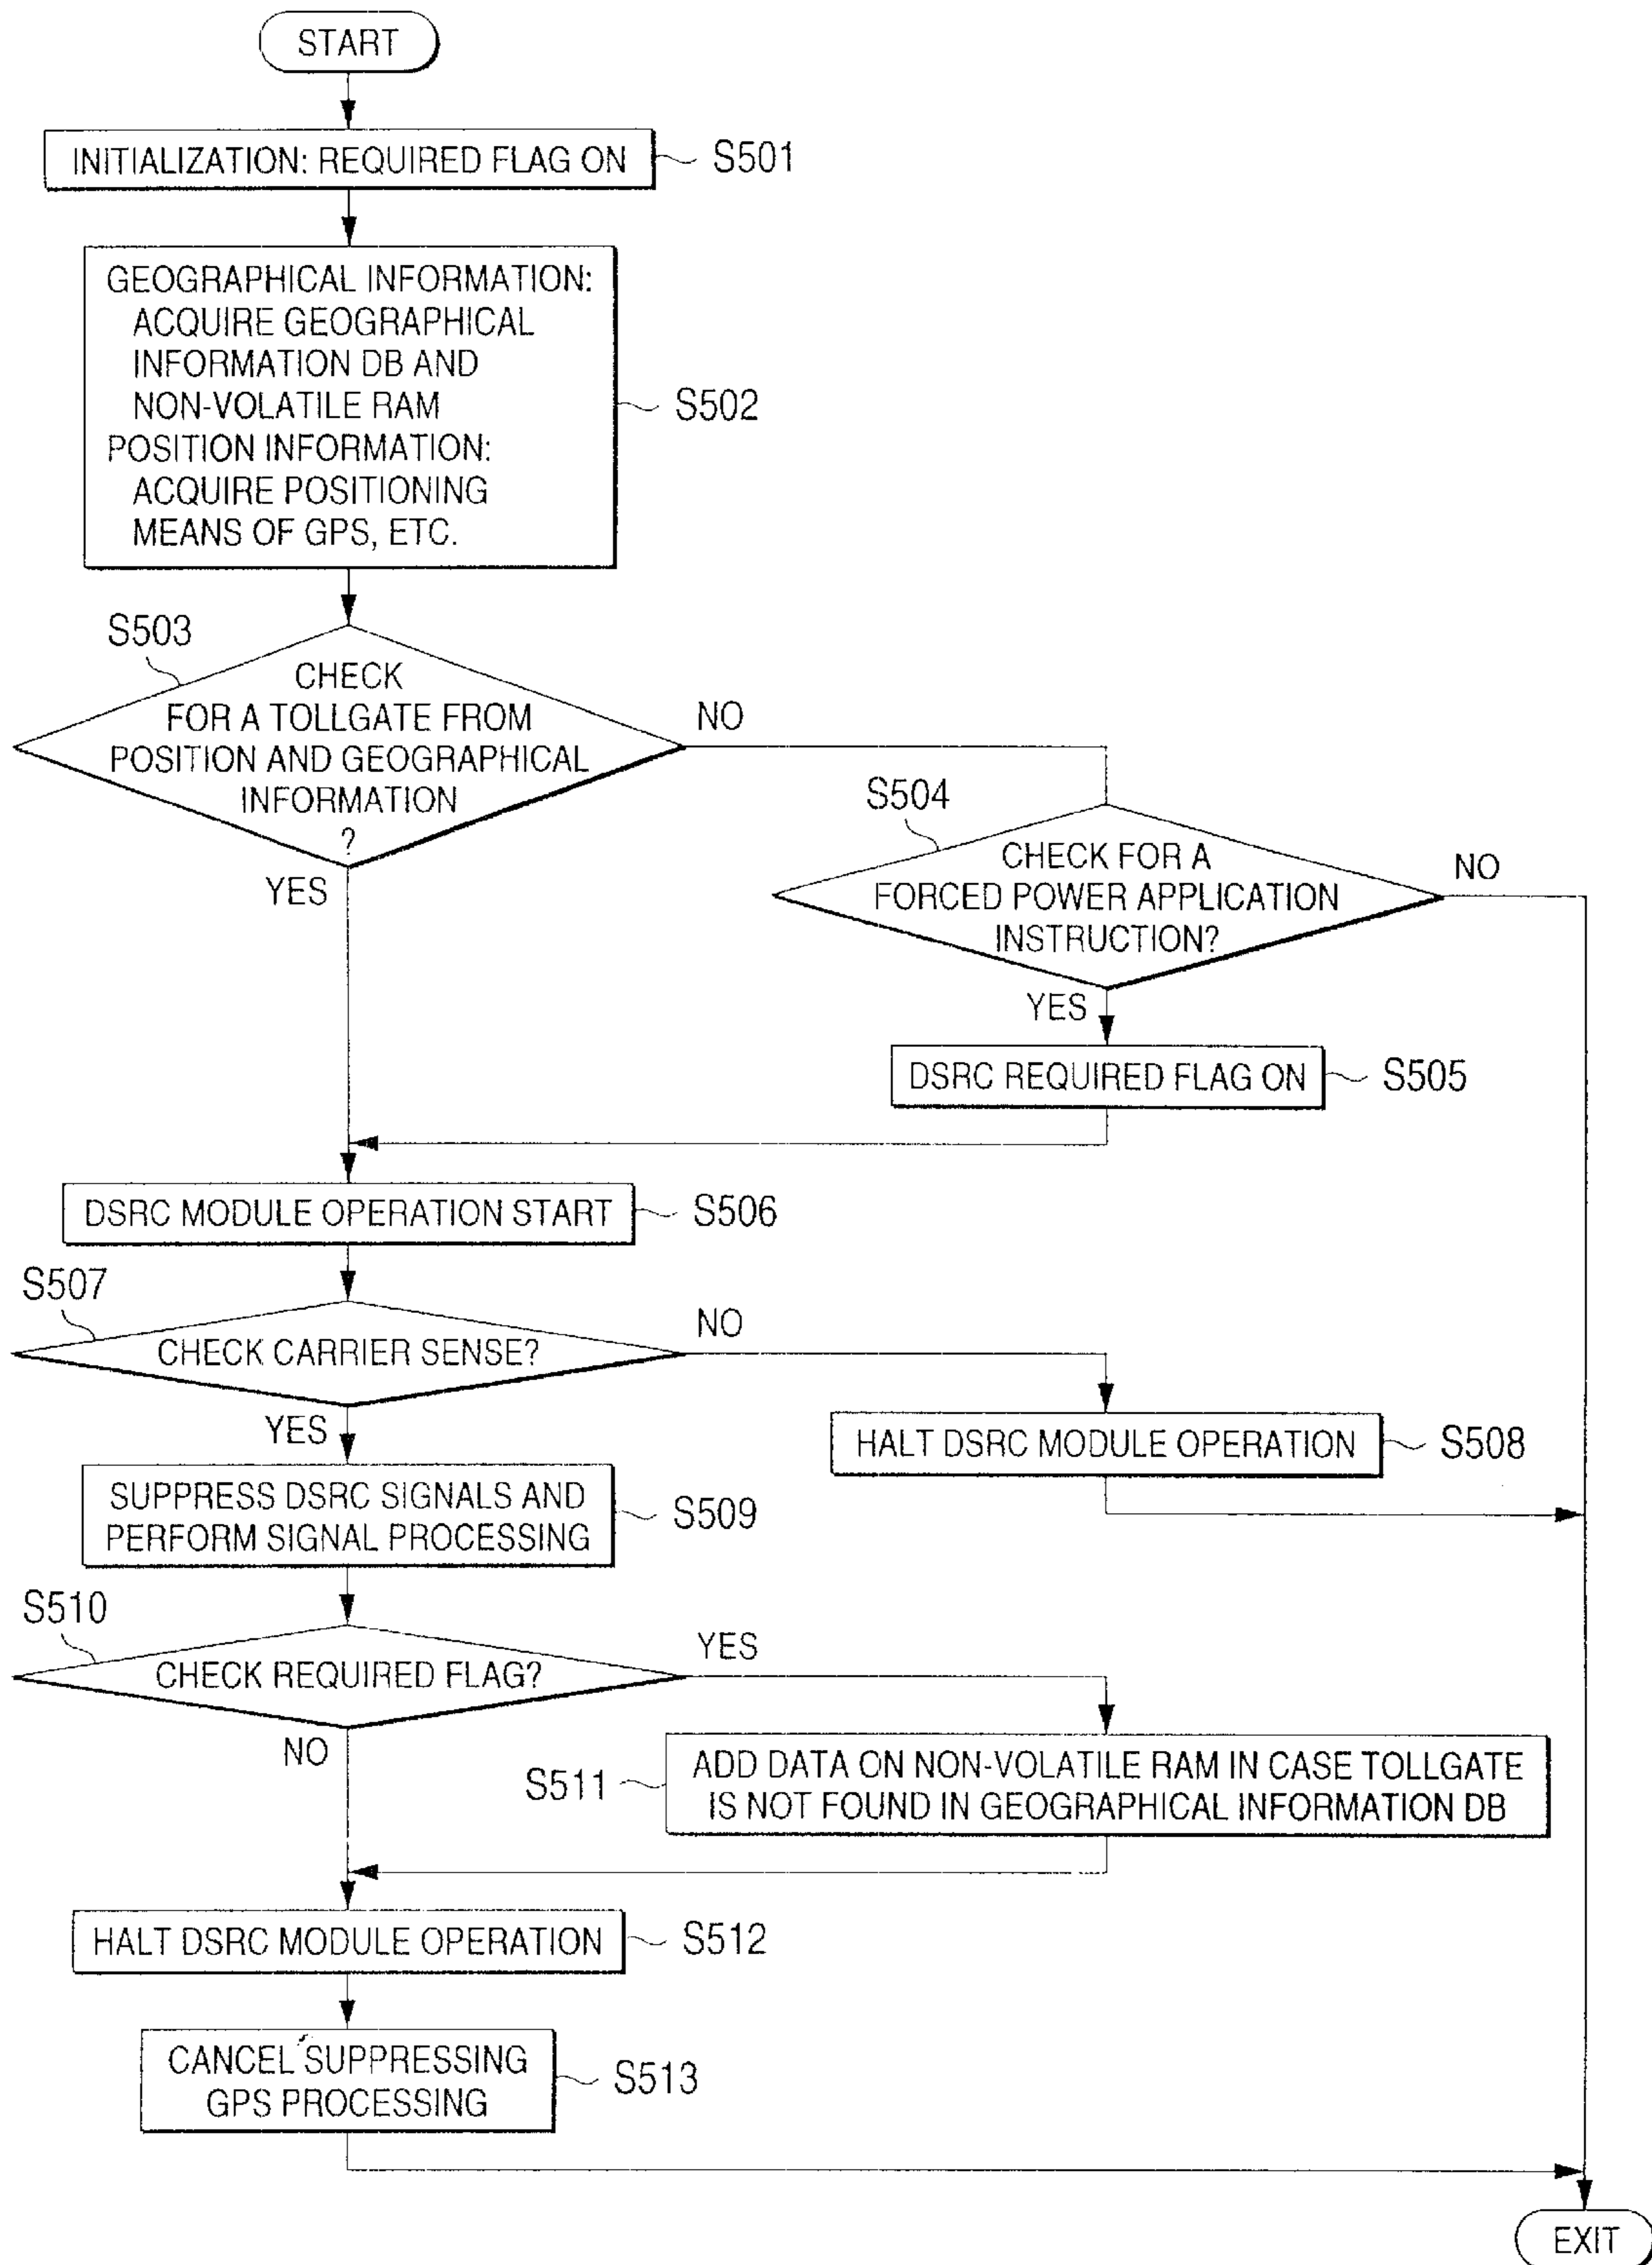 START
INITIALIZATION: REQUIRED FLAG ON
S501
GEOGRAPHICAL INFORMATION:
ACQUIRE GEOGRAPHICAL
INFORMATION DB AND
NON-VOLATILE RAM
POSITION INFORMATION:
ACQUIRE POSITIONING
MEANS OF GPS, ETC.
S502
S503
CHECK
FOR A TOLLGATE FROM
POSITION AND GEOGRAPHICAL
INFORMATION
?
NO
YES
S504
CHECK FOR A
FORCED POWER APPLICATION
INSTRUCTION?
NO
YES
DSRC REQUIRED FLAG ON
S505
DSRC MODULE OPERATION START
S506
S507
CHECK CARRIER SENSE?
NO
YES
HALT DSRC MODULE OPERATION
S508
SUPPRESS DSRC SIGNALS AND
PERFORM SIGNAL PROCESSING
S509
S510
CHECK REQUIRED FLAG?
YES
NO
S511
ADD DATA ON NON-VOLATILE RAM IN CASE TOLLGATE
IS NOT FOUND IN GEOGRAPHICAL INFORMATION DB
HALT DSRC MODULE OPERATION
S512
CANCEL SUPPRESSING
GPS PROCESSING
S513
EXIT